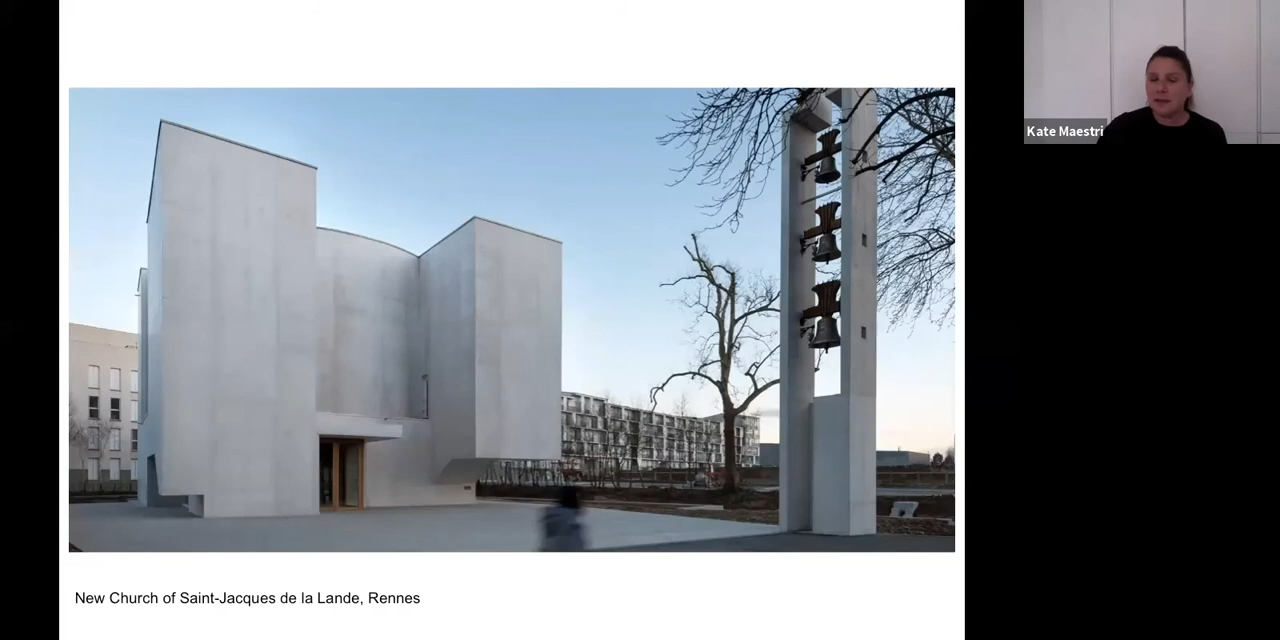 Kate Maestri
New Church of Saint-Jacques de la Lande, Rennes